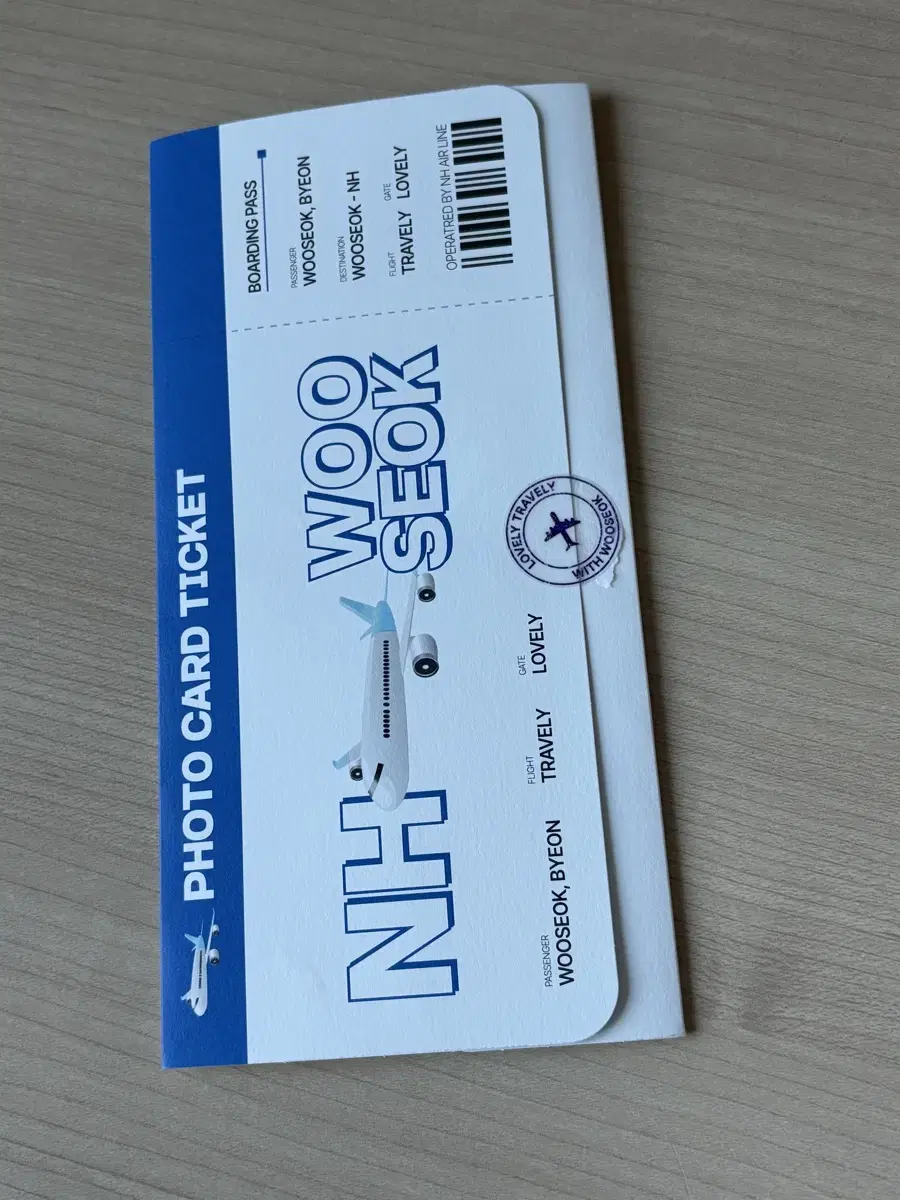 PHOTO CARD TICKET
NH
WOO
SEOK
PASSENGER
WOOSEOK, BYEON
FLIGHT
TRAVELY
GATE
LOVELY
LOVELY TRAVELY
WITH WOOSEOK
BOARDING PASS
PASSENGER
WOOSEOK, BYEON
DESTINATION
WOOSEOK - NH
FLIGHT GATE
TRAVELY LOVELY
OPERATRED BY NH AIR LINE